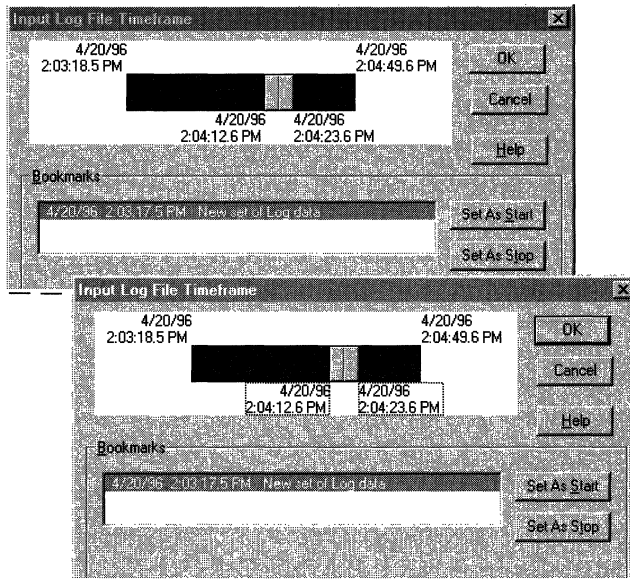 Input Log File Timeframe
4/20/96 4/20/96
2:03:18.5 PM 2:04:49.6 PM
OK
Cancel
4/20/96 4/20/96
2:04:12.6 PM 2:04:23.6 PM
Help
Bookmarks
4/20/96 2:03:17.5 PM New set of Log data
Set As Start
Set As Stop
Input Log File Timeframe
4/20/96 4/20/96
2:03:18.5 PM 2:04:49.6 PM
OK
Cancel
4/20/96 4/20/96
2:04:12.6 PM 2:04:23.6 PM
Help
Bookmarks
4/20/96 2:03:17.5 PM New set of Log data
Set As Start
Set As Stop